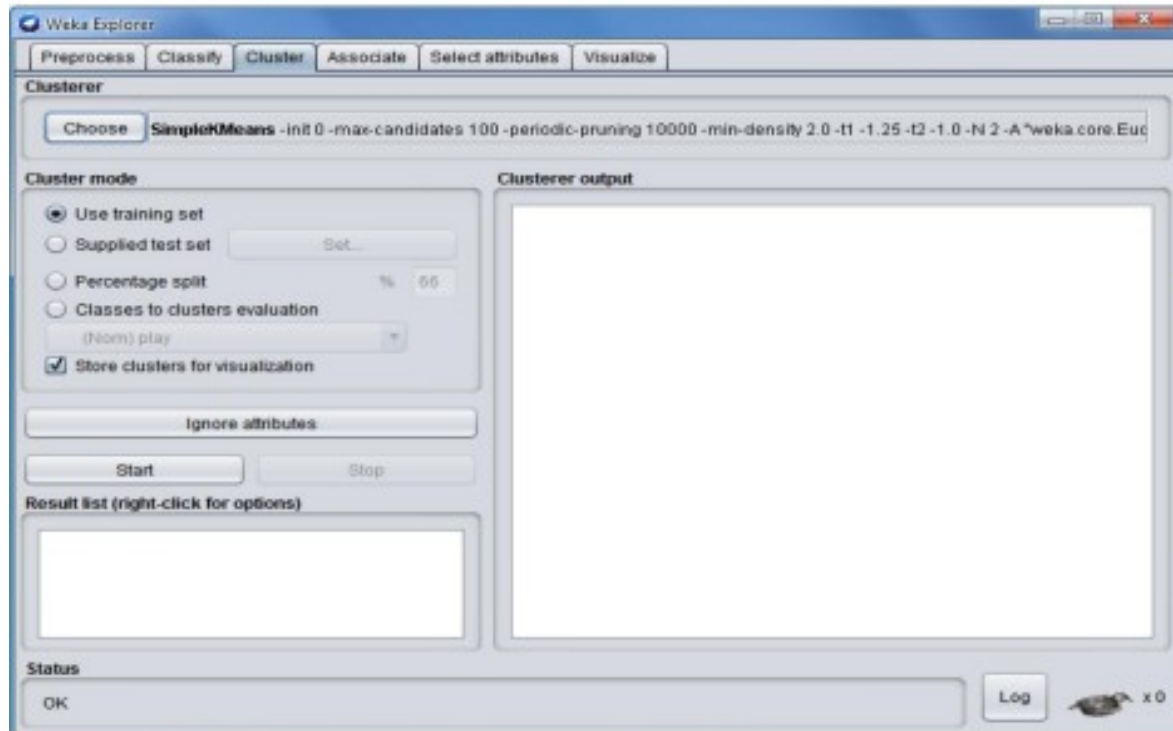 Weka Explorer
Preprocess Classify Cluster Associate Select attributes Visualize
Clusterer
Choose SimpleKMeans -init 0 -max-candidates 100 -periodic-pruning 10000 -min-density 2.0 -t1 -1.25 -t2 -1.0 -N 2 -A "weka.core.Euc
Cluster mode
Use training set
Supplied test set Set...
Percentage split % 66
Classes to clusters evaluation
(Nom) play
Store clusters for visualization
Ignore attributes
Start Stop
Result list (right-click for options)
Clusterer output
Status
OK
Log x 0